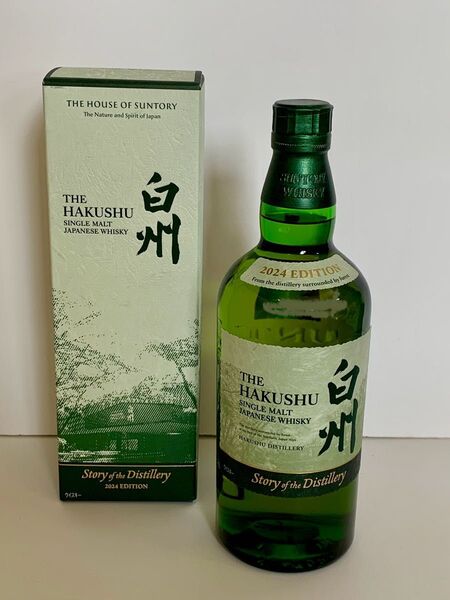 THE HOUSE OF SUNTORY
The Nature and Spirit of Japan
THE
HAKUSHU
SINGLE MALT
JAPANESE WHISKY
白州
Story of the Distillery
2024 EDITION
ウイスキー
SUNTORY
WHISKY
2024 EDITION
From the distillery surrounded by forest
THE
HAKUSHU
SINGLE MALT
JAPANESE WHISKY
白州
HAKUSHU DISTILLERY
Story of the Distillery